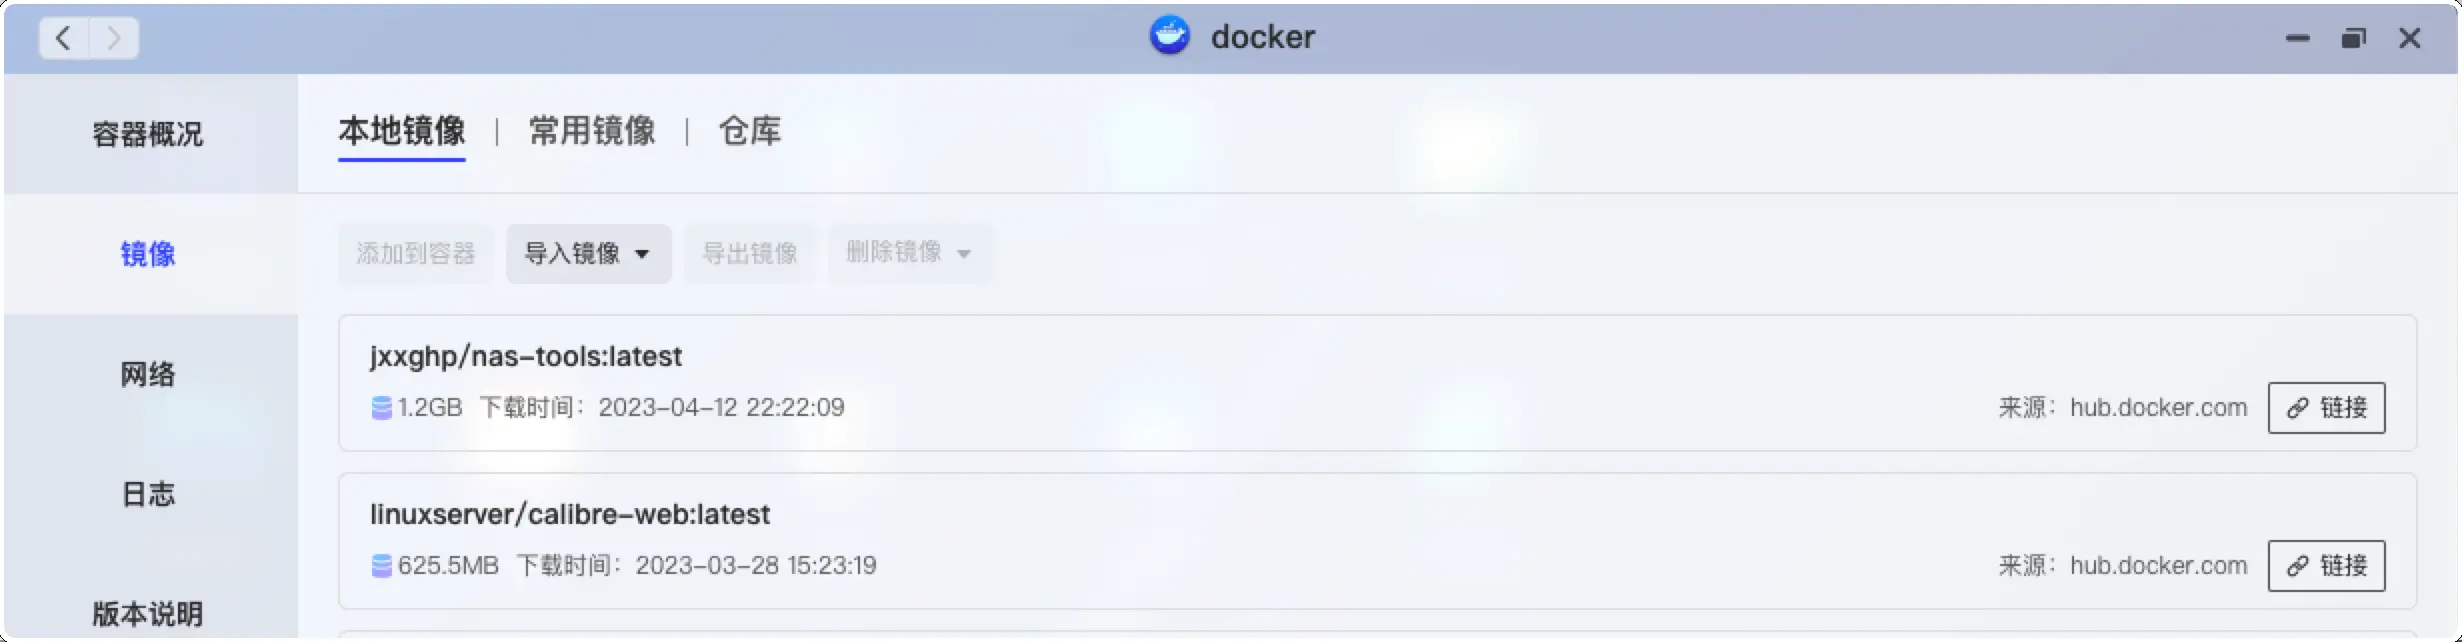 docker
容器概况
镜像
网络
日志
版本说明
本地镜像 | 常用镜像 | 仓库
添加到容器 导入镜像 导出镜像 删除镜像
jxxghp/nas-tools:latest
1.2GB 下载时间：2023-04-12 22:22:09 来源：hub.docker.com 链接
linuxserver/calibre-web:latest
625.5MB 下载时间：2023-03-28 15:23:19 来源：hub.docker.com 链接